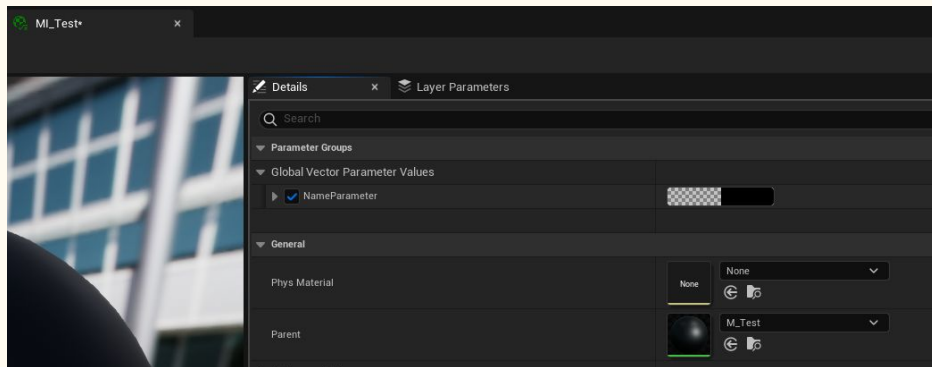 MI_Test*
Details
Layer Parameters
Search
Parameter Groups
Global Vector Parameter Values
NameParameter
General
Phys Material
None
None
Parent
M_Test